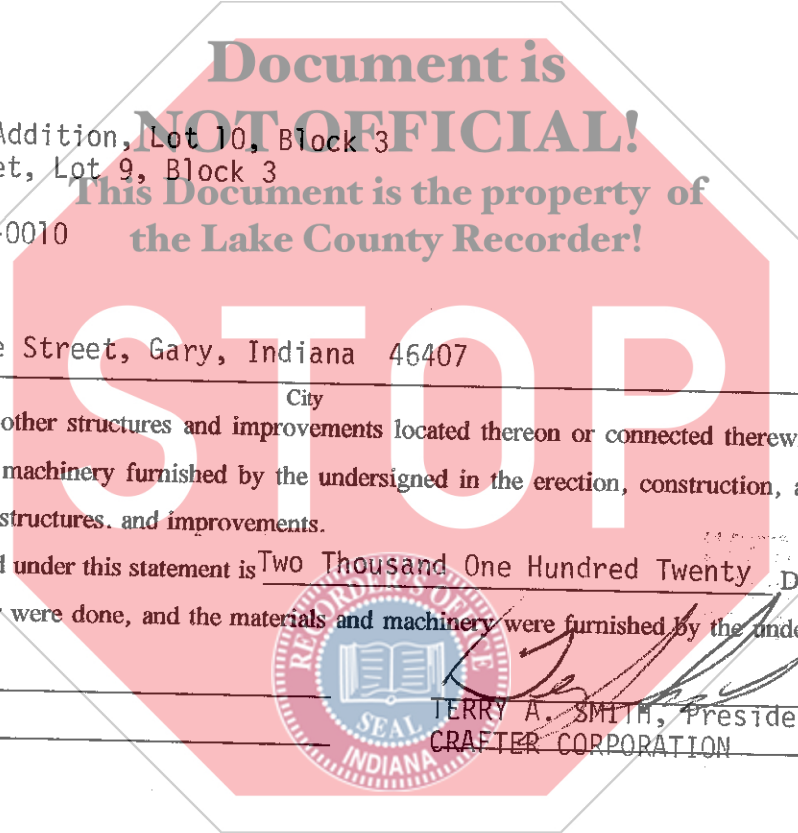 Document is
NOT OFFICIAL!
This Document is the property of
the Lake County Recorder!
STOP
Addition, Lot 10, Block 3
et, Lot 9, Block 3
-0010
e Street, Gary, Indiana 46407
City
other structures and improvements located thereon or connected therew
machinery furnished by the undersigned in the erection, construction, a
structures. and improvements.
d under this statement is Two Thousand One Hundred Twenty D
were done, and the materials and machinery were furnished by the unde
RECORDER'S OFFICE
SEAL
INDIANA
TERRY A. SMITH, Preside
CRAFTER CORPORATION